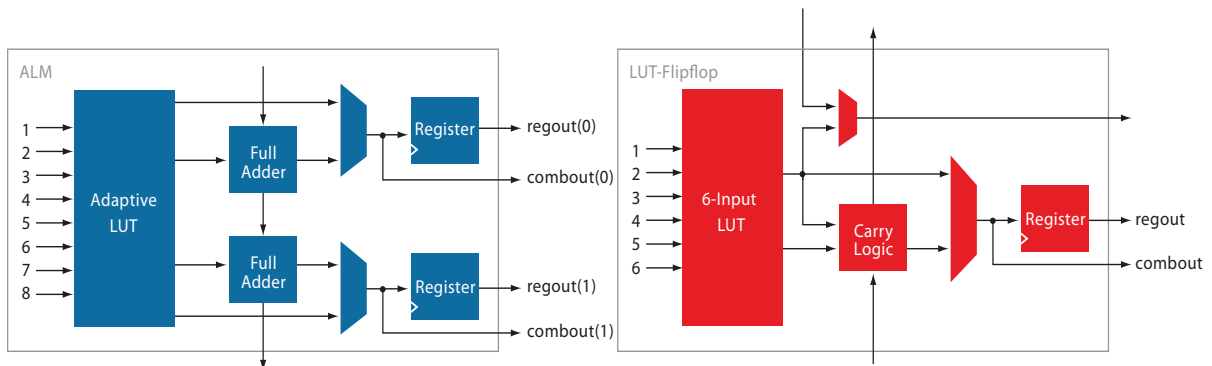 ALM
1
2
3
4
5
6
7
8
Adaptive
LUT
Full
Adder
Full
Adder
Register
Register
regout(0)
combout(0)
regout(1)
combout(1)
LUT-Flipflop
1
2
3
4
5
6
6-Input
LUT
Carry
Logic
Register
regout
combout